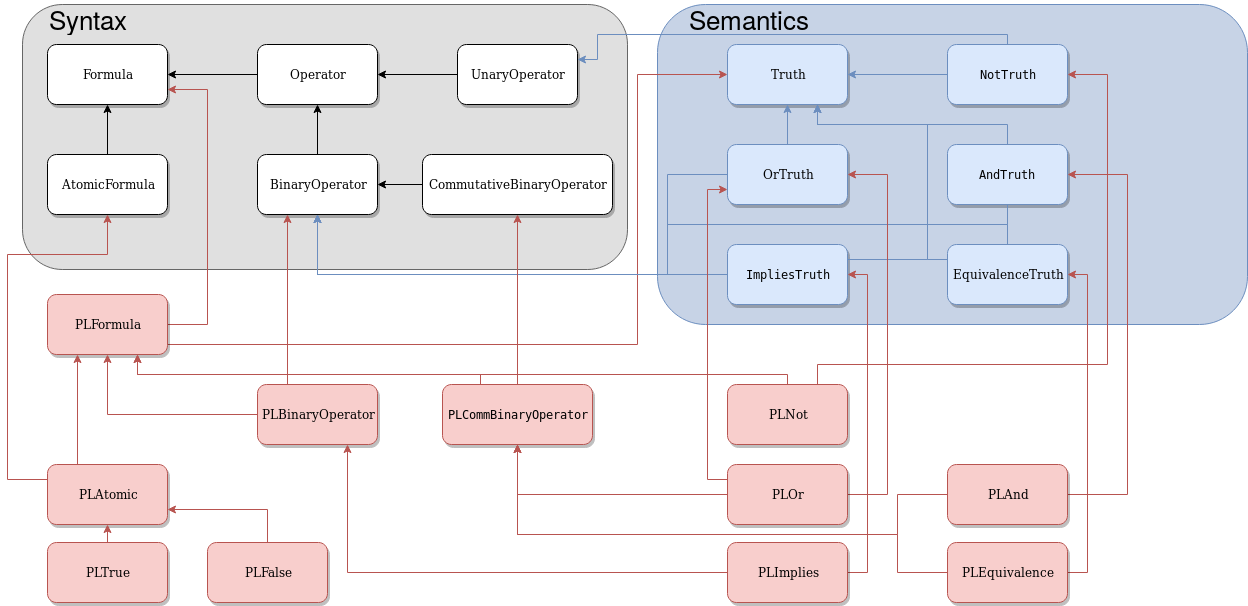 Syntax
Semantics
Formula
Operator
UnaryOperator
Truth
NotTruth
AtomicFormula
BinaryOperator
CommutativeBinaryOperator
OrTruth
AndTruth
ImpliesTruth
EquivalenceTruth
PLFormula
PLBinaryOperator
PLCommBinaryOperator
PLNot
PLAtomic
PLOr
PLAnd
PLTrue
PLFalse
PLImplies
PLEquivalence